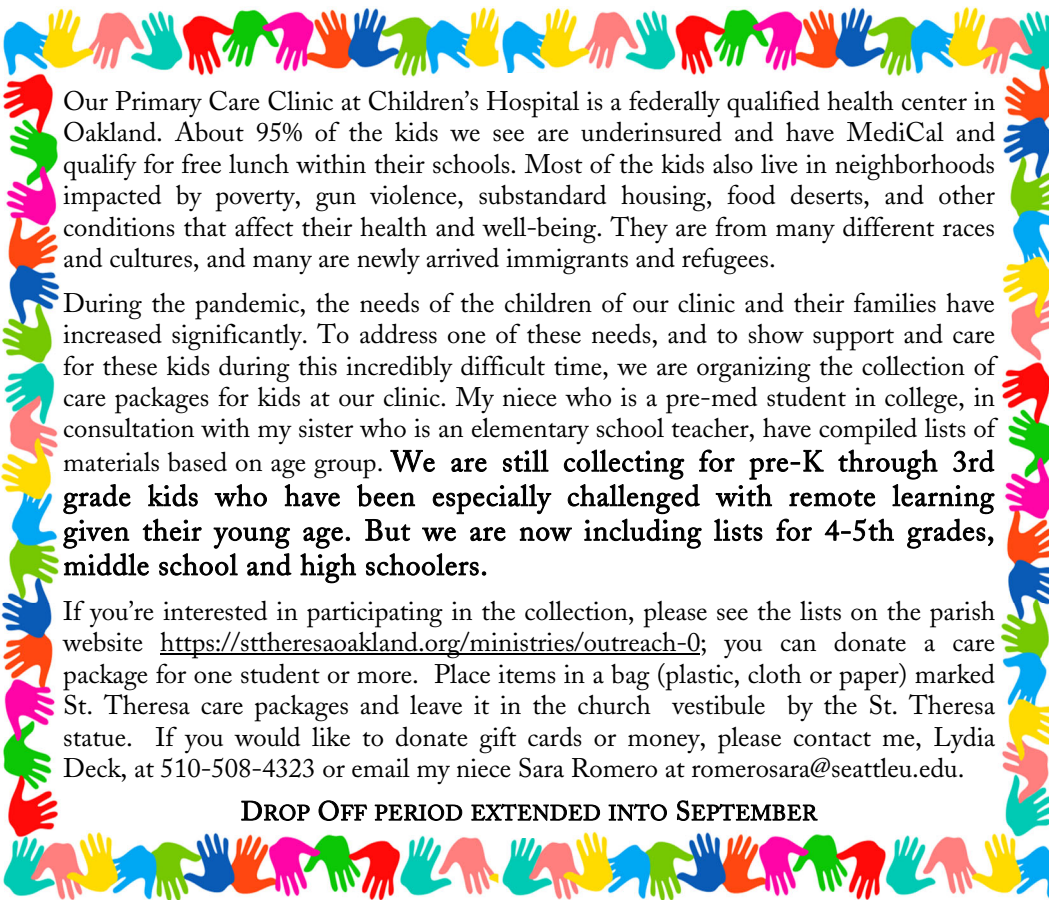 Our Primary Care Clinic at Children's Hospital is a federally qualified health center in
Oakland. About 95% of the kids we see are underinsured and have MediCal and
qualify for free lunch within their schools. Most of the kids also live in neighborhoods
impacted by poverty, gun violence, substandard housing, food deserts, and other
conditions that affect their health and well-being. They are from many different races
and cultures, and many are newly arrived immigrants and refugees.
During the pandemic, the needs of the children of our clinic and their families have
increased significantly. To address one of these needs, and to show support and care
for these kids during this incredibly difficult time, we are organizing the collection of
care packages for kids at our clinic. My niece who is a pre-med student in college, in
consultation with my sister who is an elementary school teacher, have compiled lists of
materials based on age group. We are still collecting for pre-K through 3rd
grade kids who have been especially challenged with remote learning
given their young age. But we are now including lists for 4-5th grades,
middle school and high schoolers.
If you're interested in participating in the collection, please see the lists on the parish
website https://sttheresaoakland.org/ministries/outreach-0; you can donate a care
package for one student or more. Place items in a bag (plastic, cloth or paper) marked
St. Theresa care packages and leave it in the church vestibule by the St. Theresa
statue. If you would like to donate gift cards or money, please contact me, Lydia
Deck, at 510-508-4323 or email my niece Sara Romero at romerosara@seattleu.edu.
DROP OFF PERIOD EXTENDED INTO SEPTEMBER